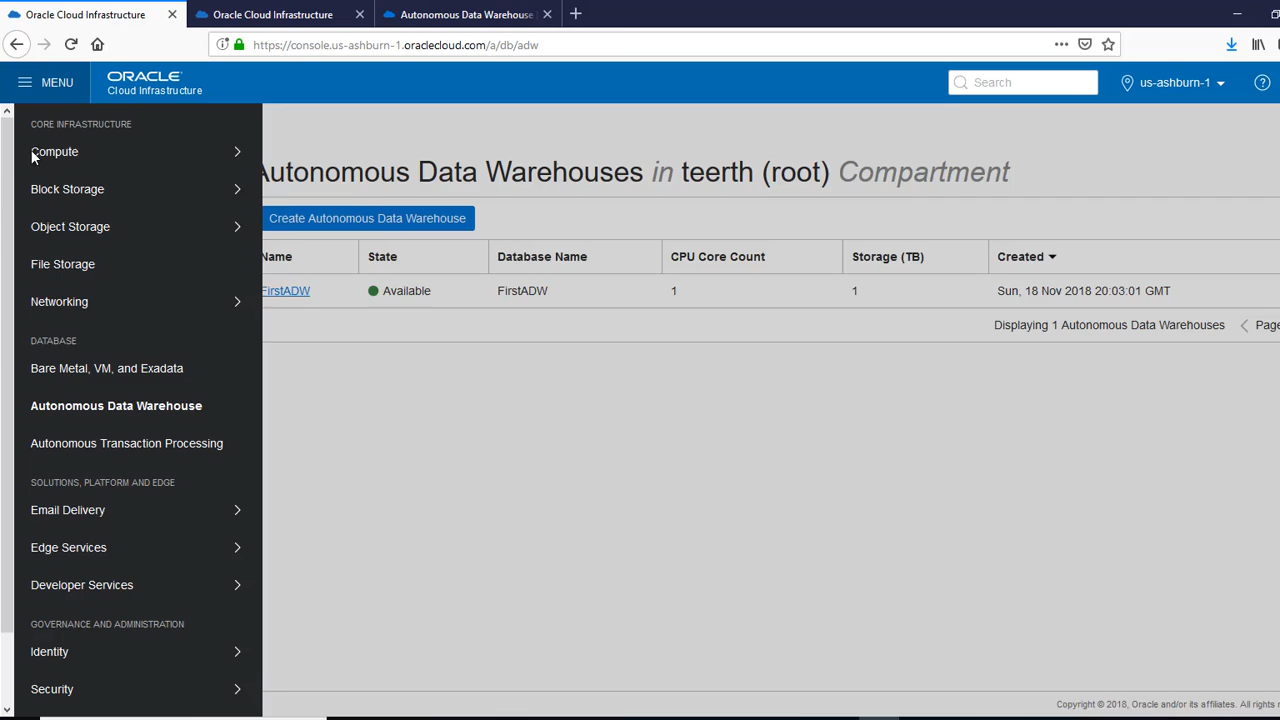 Oracle Cloud Infrastructure
Oracle Cloud Infrastructure
Autonomous Data Warehouse
https://console.us-ashburn-1.oraclecloud.com/a/db/adw
MENU
ORACLE
Cloud Infrastructure
Search
us-ashburn-1
CORE INFRASTRUCTURE
Compute
Block Storage
Object Storage
File Storage
Networking
DATABASE
Bare Metal, VM, and Exadata
Autonomous Data Warehouse
Autonomous Transaction Processing
SOLUTIONS, PLATFORM AND EDGE
Email Delivery
Edge Services
Developer Services
GOVERNANCE AND ADMINISTRATION
Identity
Security
Autonomous Data Warehouses in teerth (root) Compartment
Create Autonomous Data Warehouse
Name State Database Name CPU Core Count Storage (TB) Created
FirstADW Available FirstADW 1 1 Sun, 18 Nov 2018 20:03:01 GMT
Displaying 1 Autonomous Data Warehouses Page
Copyright © 2018, Oracle and/or its affiliates. All rights